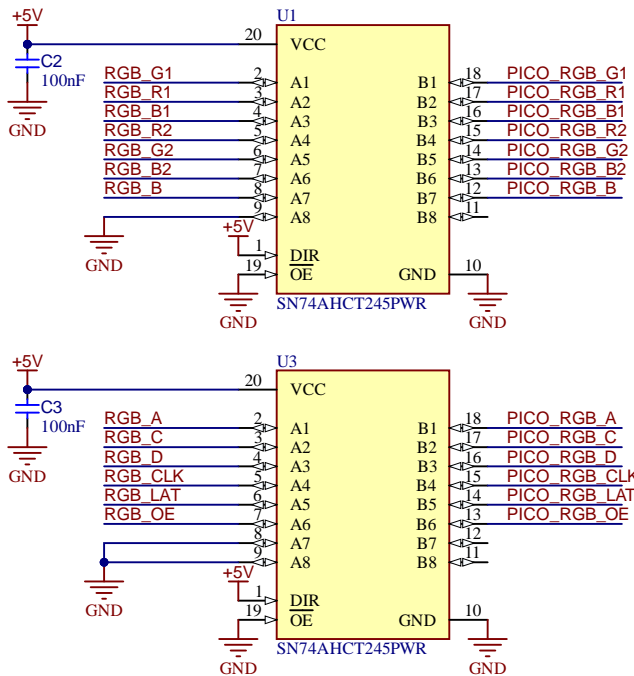 +5V
U1
20
VCC
C2
100nF
GND
RGB_G1 2 A1 B1 18 PICO_RGB_G1
RGB_R1 3 A2 B2 17 PICO_RGB_R1
RGB_B1 4 A3 B3 16 PICO_RGB_B1
RGB_R2 5 A4 B4 15 PICO_RGB_R2
RGB_G2 6 A5 B5 14 PICO_RGB_G2
RGB_B2 7 A6 B6 13 PICO_RGB_B2
RGB_B 8 A7 B7 12 PICO_RGB_B
9 A8 B8 11
GND
+5V
1 DIR
19 OE GND 10
GND
SN74AHCT245PWR
GND
+5V
U3
20
VCC
C3
100nF
GND
RGB_A 2 A1 B1 18 PICO_RGB_A
RGB_C 3 A2 B2 17 PICO_RGB_C
RGB_D 4 A3 B3 16 PICO_RGB_D
RGB_CLK 5 A4 B4 15 PICO_RGB_CLK
RGB_LAT 6 A5 B5 14 PICO_RGB_LAT
RGB_OE 7 A6 B6 13 PICO_RGB_OE
8 A7 B7 12
9 A8 B8 11
GND
+5V
1 DIR
19 OE GND 10
GND
SN74AHCT245PWR
GND